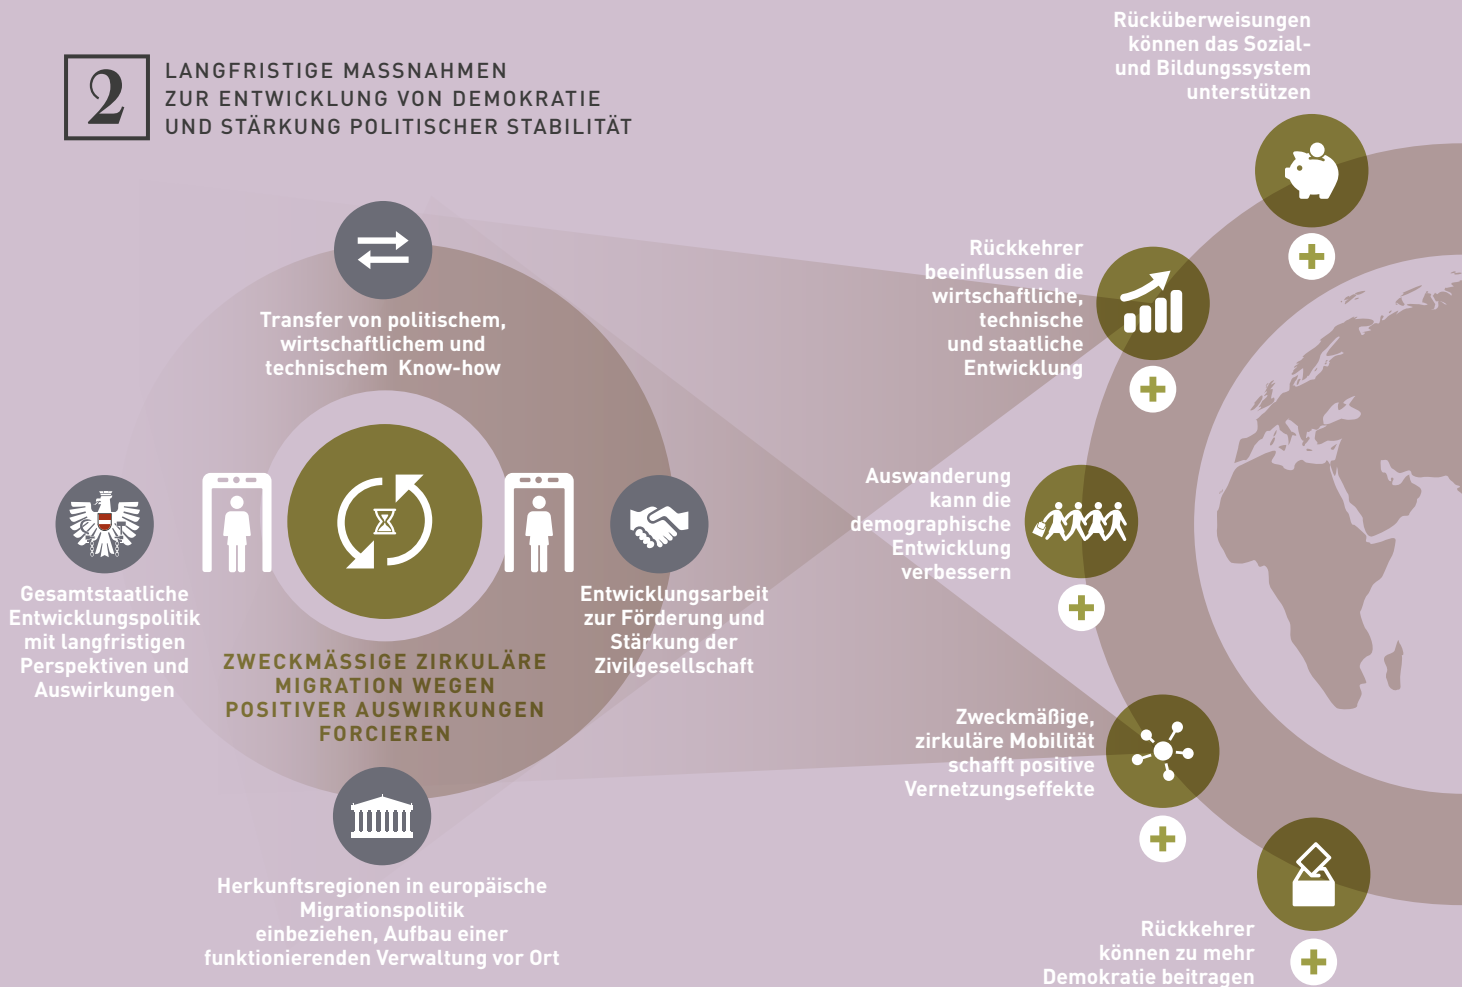 2
LANGFRISTIGE MASSNAHMEN
ZUR ENTWICKLUNG VON DEMOKRATIE
UND STÄRKUNG POLITISCHER STABILITÄT
Transfer von politischem,
wirtschaftlichem und
technischem Know-how
Gesamtstaatliche
Entwicklungspolitik
mit langfristigen
Perspektiven und
Auswirkungen
ZWECKMÄSSIGE ZIRKULÄRE
MIGRATION WEGEN
POSITIVER AUSWIRKUNGEN
FORCIEREN
Entwicklungsarbeit
zur Förderung und
Stärkung der
Zivilgesellschaft
Herkunftsregionen in europäische
Migrationspolitik
einbeziehen, Aufbau einer
funktionierenden Verwaltung vor Ort
Rücküberweisungen
können das Sozial-
und Bildungssystem
unterstützen
Rückkehrer
beeinflussen die
wirtschaftliche,
technische
und staatliche
Entwicklung
Auswanderung
kann die
demographische
Entwicklung
verbessern
Zweckmäßige,
zirkuläre Mobilität
schafft positive
Vernetzungseffekte
Rückkehrer
können zu mehr
Demokratie beitragen